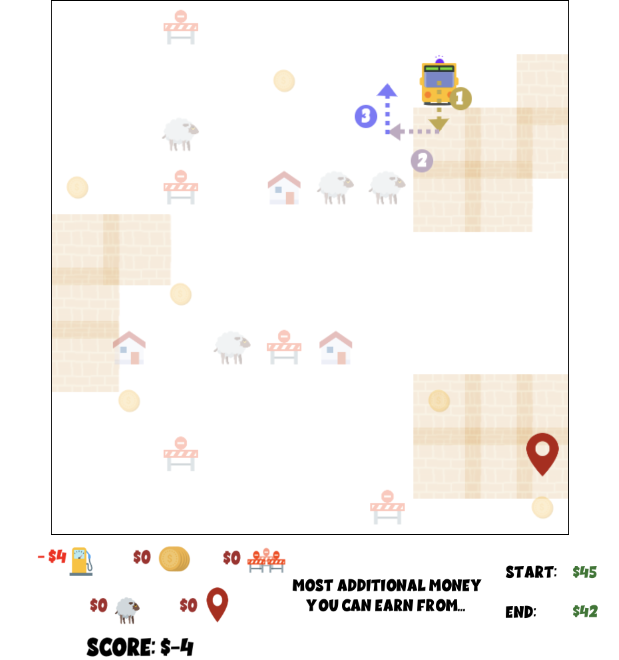 1
3
2
- $4
$0
$0
$0
$0
SCORE: $-4
MOST ADDITIONAL MONEY
YOU CAN EARN FROM...
START: $45
END: $42